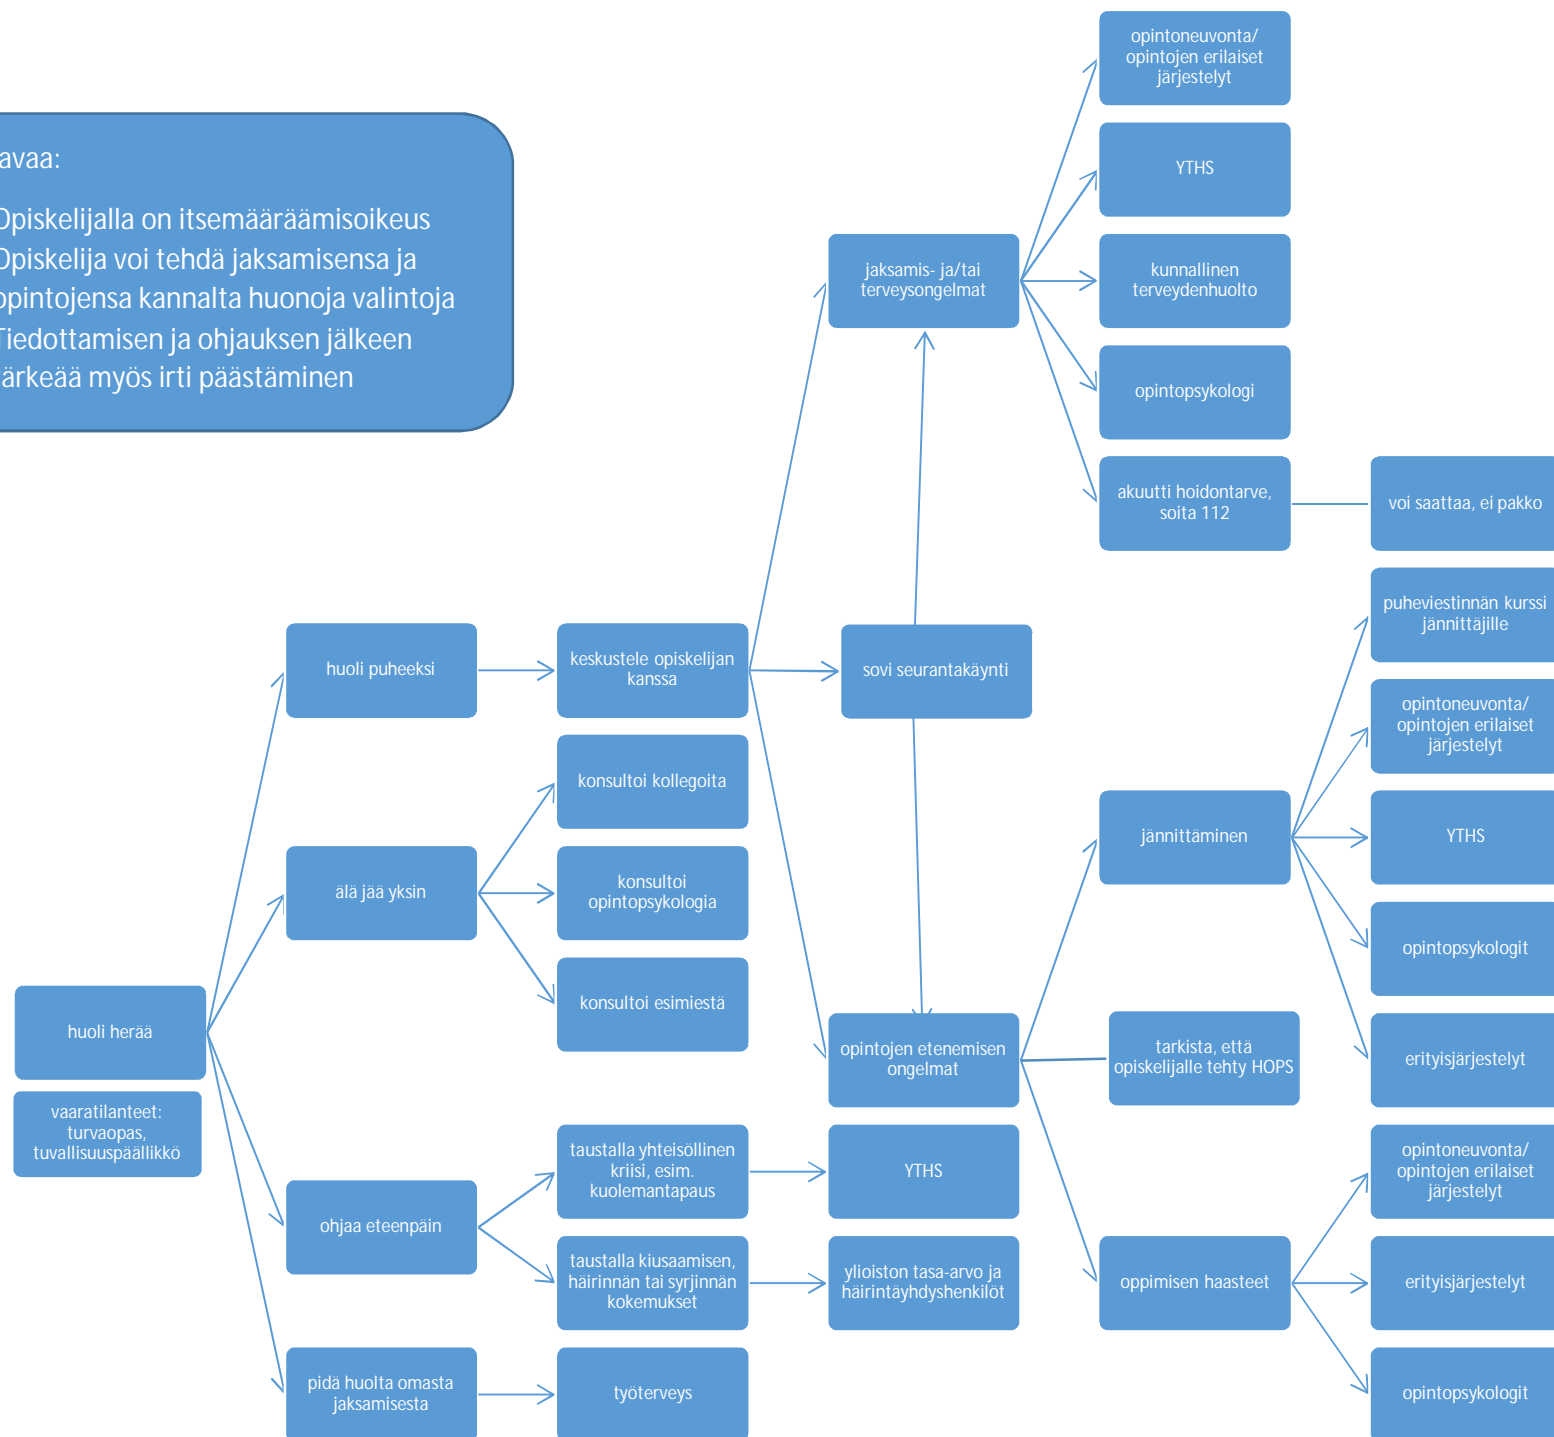 avaa:
Opiskelijalla on itsemääräämisoikeus
Opiskelija voi tehdä jaksamisensa ja
opintojensa kannalta huonoja valintoja
Tiedottamisen ja ohjauksen jälkeen
ärkeää myös irti päästäminen
opintoneuvonta/
opintojen erilaiset
järjestelyt
YTHS
jaksamis- ja/tai
terveysongelmat
kunnallinen
terveydenhuolto
opintopsykologi
akuutti hoidontarve,
soita 112
voi saattaa, ei pakko
huoli puheeksi
keskustele opiskelijan
kanssa
sovi seurantakäynti
puheviestinnän kurssi
jännittäjille
opintoneuvonta/
opintojen erilaiset
järjestelyt
konsultoi kollegoita
jännittäminen
YTHS
älä jää yksin
konsultoi
opintopsykologia
opintopsykologit
konsultoi esimiestä
huoli herää
vaaratilanteet:
turvaopas,
tuvallisuuspäällikkö
opintojen etenemisen
ongelmat
tarkista, että
opiskelijalle tehty HOPS
erityisjärjestelyt
ohjaa eteenpäin
taustalla yhteisöllinen
kriisi, esim.
kuolemantapaus
YTHS
opintoneuvonta/
opintojen erilaiset
järjestelyt
taustalla kiusaamisen,
häirinnän tai syrjinnän
kokemukset
ylioiston tasa-arvo ja
häirintäyhdyshenkilöt
oppimisen haasteet
erityisjärjestelyt
pidä huolta omasta
jaksamisesta
työterveys
opintopsykologit